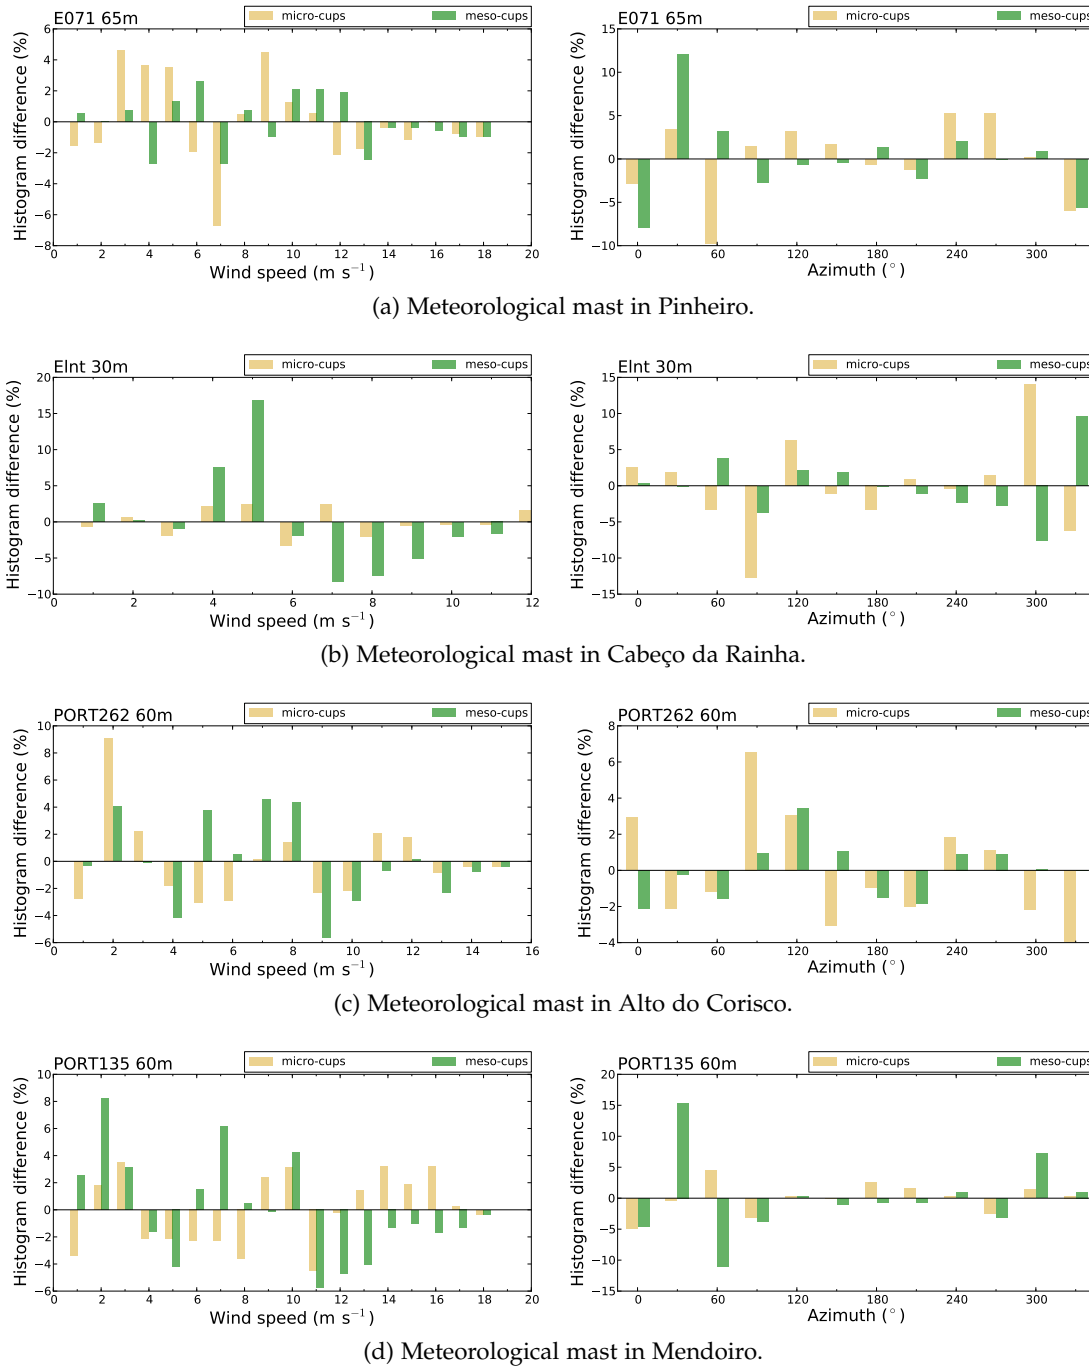 E071 65m
micro-cups meso-cups
Histogram difference (%)
6
4
2
0
−2
−4
−6
−8
0 2 4 6 8 10 12 14 16 18 20
Wind speed (m s⁻¹)
micro-cups meso-cups
Histogram difference (%)
15
10
5
0
−5
−10
0 60 120 180 240 300
Azimuth (°)
(a) Meteorological mast in Pinheiro.
EInt 30m
micro-cups meso-cups
Histogram difference (%)
20
15
10
5
0
−5
−10
0 2 4 6 8 10 12
Wind speed (m s⁻¹)
EInt 30m
micro-cups meso-cups
Histogram difference (%)
15
10
5
0
−5
−10
−15
0 60 120 180 240 300
Azimuth (°)
(b) Meteorological mast in Cabeço da Rainha.
PORT262 60m
micro-cups meso-cups
Histogram difference (%)
10
8
6
4
2
0
−2
−4
−6
0 2 4 6 8 10 12 14 16
Wind speed (m s⁻¹)
PORT262 60m
micro-cups meso-cups
Histogram difference (%)
8
6
4
2
0
−2
−4
0 60 120 180 240 300
Azimuth (°)
(c) Meteorological mast in Alto do Corisco.
PORT135 60m
micro-cups meso-cups
Histogram difference (%)
10
8
6
4
2
0
−2
−4
−6
0 2 4 6 8 10 12 14 16 18 20
Wind speed (m s⁻¹)
PORT135 60m
micro-cups meso-cups
Histogram difference (%)
20
15
10
5
0
−5
−10
−15
0 60 120 180 240 300
Azimuth (°)
(d) Meteorological mast in Mendoiro.